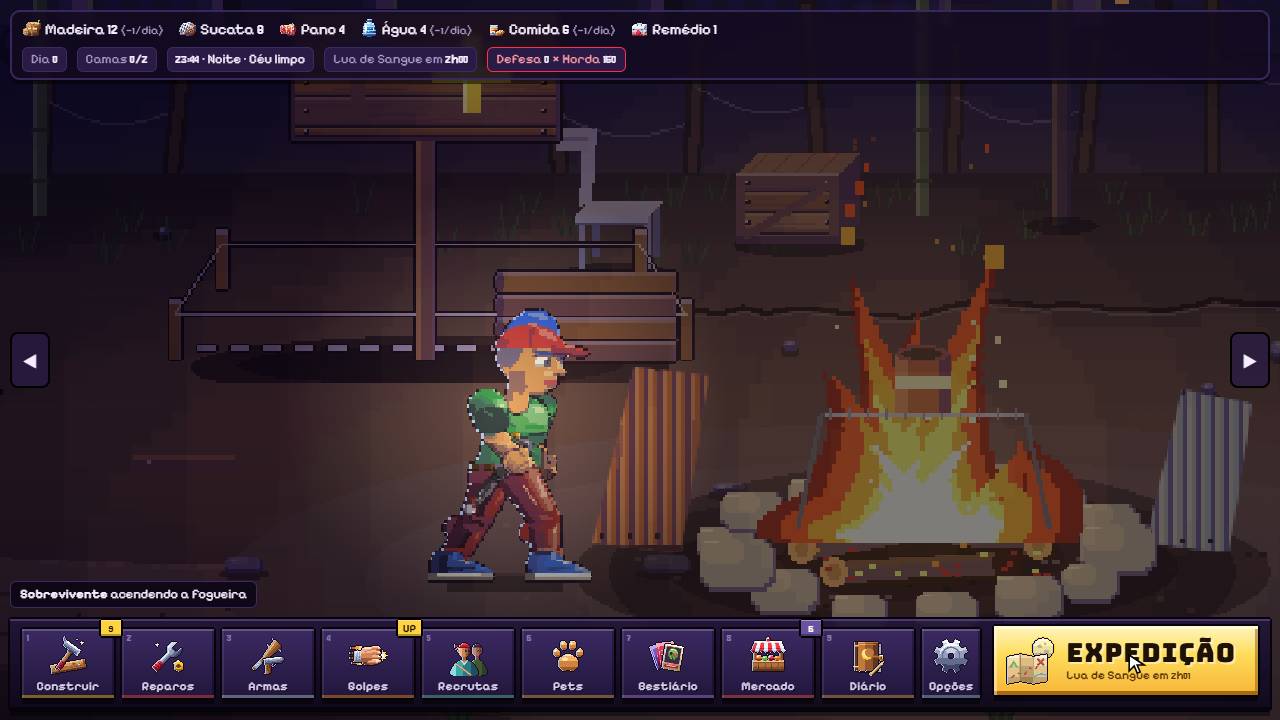 Madeira 12 (-1/dia) Sucata 8 Pano 4 Água 4 (-1/dia) Comida 6 (-1/dia) Remédio 1
Dia 0 Camas 0/2 23:44 · Noite · Céu limpo Lua de Sangue em 2h00 Defesa 0 × Horda 160
Sobrevivente acendendo a fogueira
1 9 2 3 4 UP 5 6 7 8 6 9
Construir Reparos Armas Golpes Recrutas Pets Bestiário Mercado Diário Opções
EXPEDIÇÃO
Lua de Sangue em 2h01